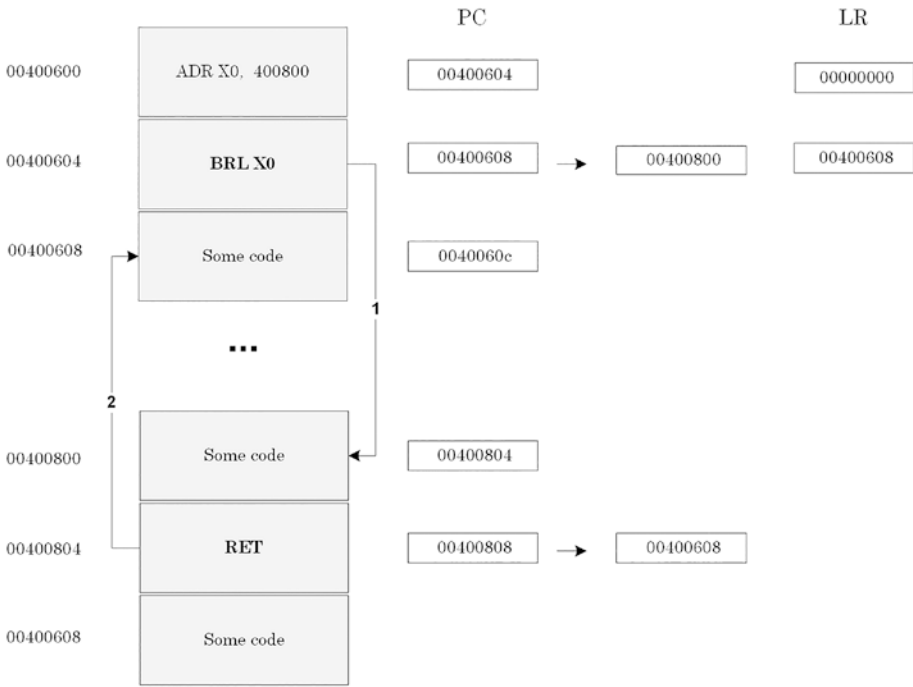 PC LR
00400600 ADR X0, 400800 00400604 00000000
00400604 BRL X0 00400608 00400800 00400608
00400608 Some code 0040060c
1
...
2
00400800 Some code 00400804
00400804 RET 00400808 00400608
00400608 Some code